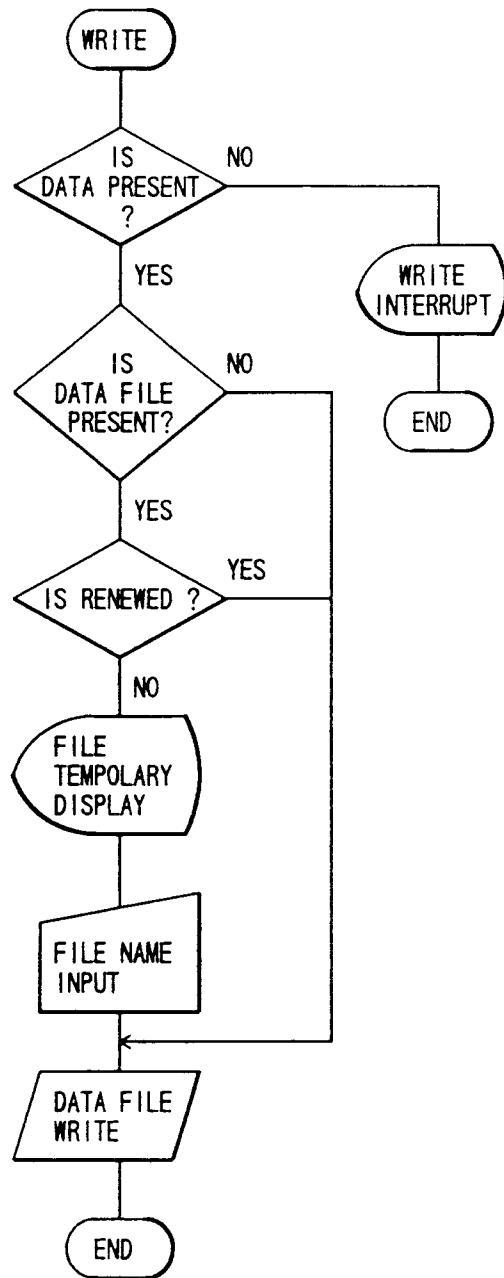 WRITE
IS
DATA PRESENT
?
NO
YES
WRITE
INTERRUPT
END
IS
DATA FILE
PRESENT?
NO
YES
IS RENEWED ?
YES
NO
FILE
TEMPOLARY
DISPLAY
FILE NAME
INPUT
DATA FILE
WRITE
END